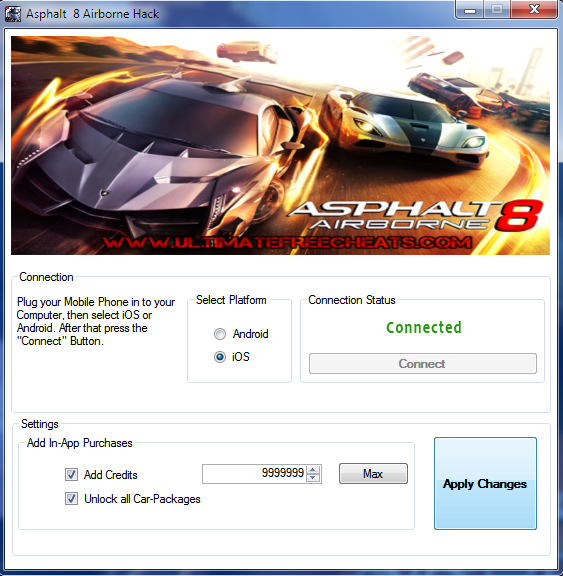 Asphalt 8 Airborne Hack
ASPHALT 8
AIRBORNE
WWW.ULTIMATEFREECHEATS.COM
Connection
Plug your Mobile Phone in to your
Computer, then select iOS or
Android. After that press the
"Connect" Button.
Select Platform
Android
iOS
Connection Status
Connected
Connect
Settings
Add In-App Purchases
Add Credits
9999999
Max
Unlock all Car-Packages
Apply Changes